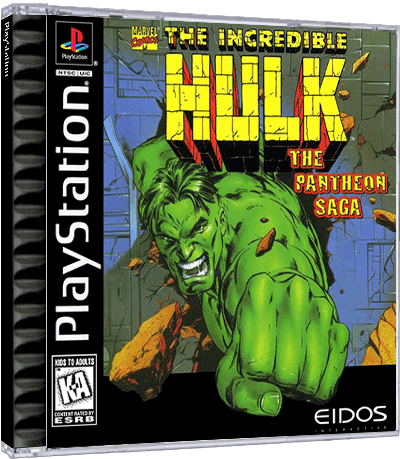 PlayStation
PlayStation
NTSC U/C
PlayStation
MARVEL
COMICS
THE INCREDIBLE
HULK
THE
PANTHEON
SAGA
KIDS TO ADULTS
K-A
CONTENT RATED BY
ESRB
EIDOS
INTERACTIVE